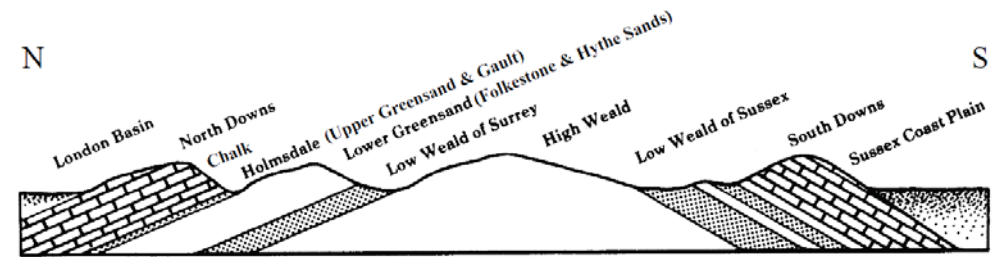 N
S
London Basin
North Downs
Chalk
Holmsdale (Upper Greensand & Gault)
Lower Greensand (Folkestone & Hythe Sands)
Low Weald of Surrey
High Weald
Low Weald of Sussex
South Downs
Sussex Coast Plain